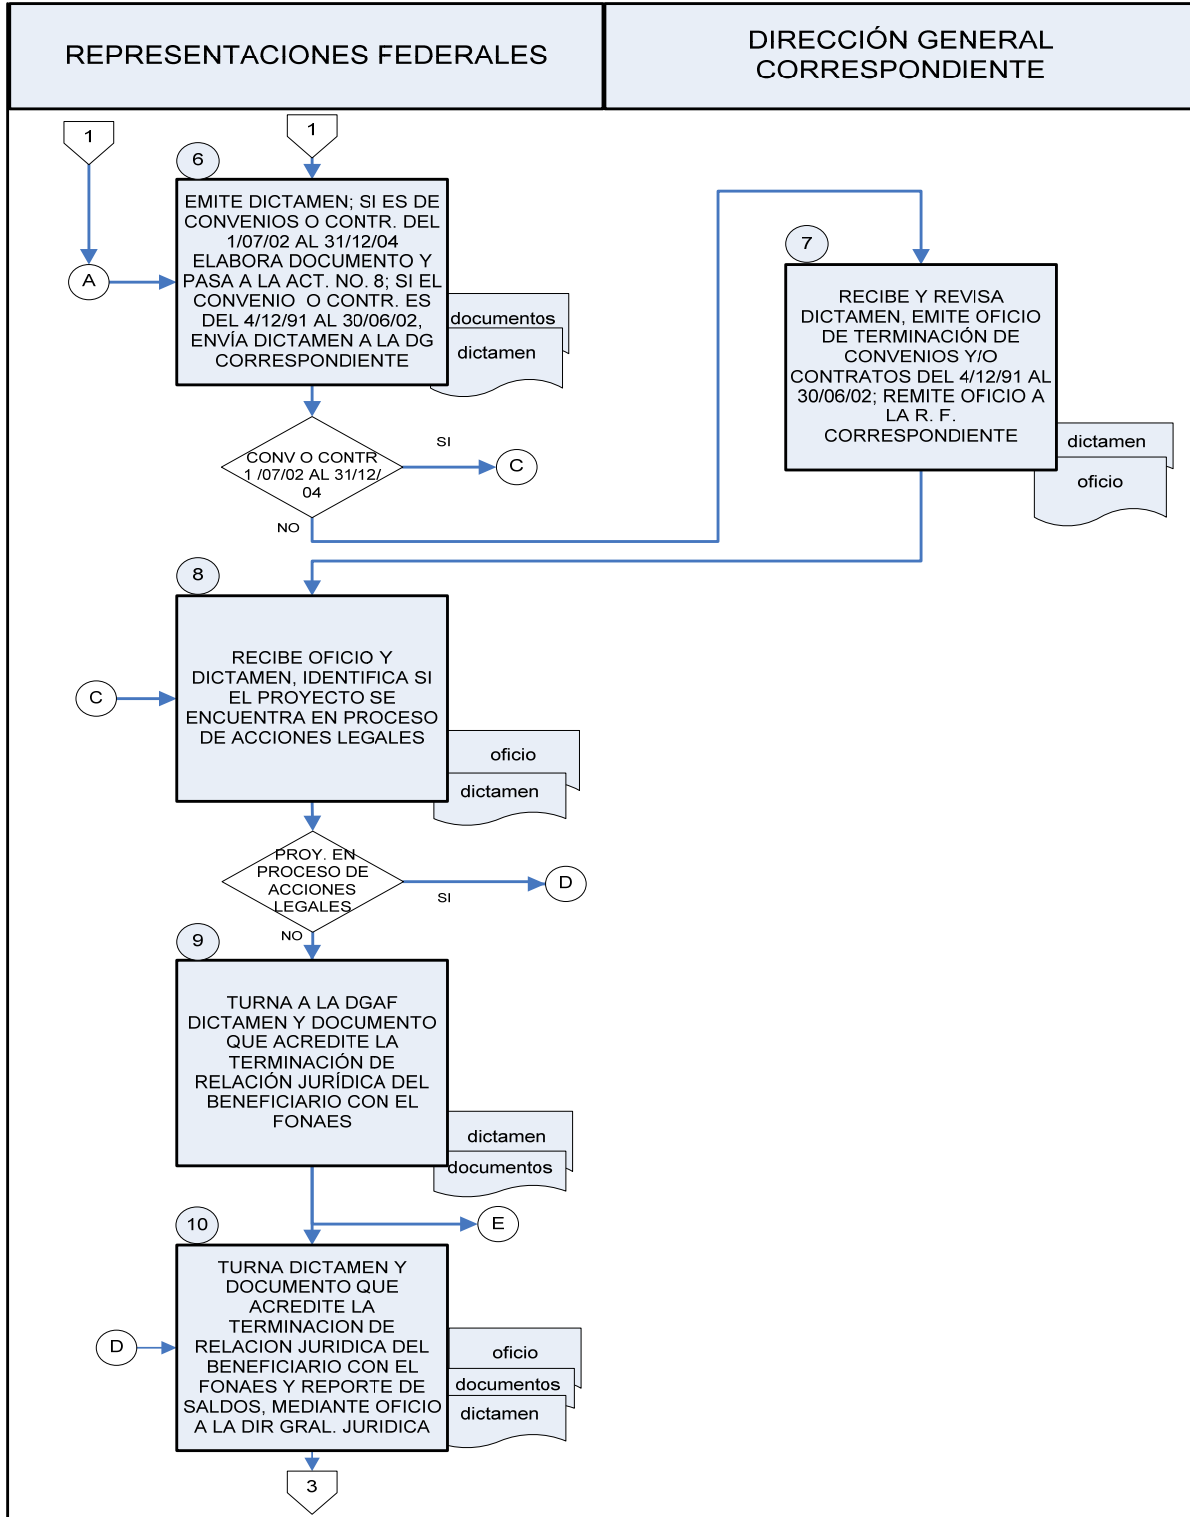 REPRESENTACIONES FEDERALES
DIRECCIÓN GENERAL
CORRESPONDIENTE
1
1
6
EMITE DICTAMEN; SI ES DE
CONVENIOS O CONTR. DEL
1/07/02 AL 31/12/04
ELABORA DOCUMENTO Y
PASA A LA ACT. NO. 8; SI EL
CONVENIO O CONTR. ES
DEL 4/12/91 AL 30/06/02,
ENVÍA DICTAMEN A LA DG
CORRESPONDIENTE
A
documentos
dictamen
7
RECIBE Y REVISA
DICTAMEN, EMITE OFICIO
DE TERMINACIÓN DE
CONVENIOS Y/O
CONTRATOS DEL 4/12/91 AL
30/06/02; REMITE OFICIO A
LA R. F.
CORRESPONDIENTE
dictamen
oficio
CONV O CONTR
1 /07/02 AL 31/12/
04
SI
C
NO
8
RECIBE OFICIO Y
DICTAMEN, IDENTIFICA SI
EL PROYECTO SE
ENCUENTRA EN PROCESO
DE ACCIONES LEGALES
C
oficio
dictamen
PROY. EN
PROCESO DE
ACCIONES
LEGALES
SI
D
NO
9
TURNA A LA DGAF
DICTAMEN Y DOCUMENTO
QUE ACREDITE LA
TERMINACIÓN DE
RELACIÓN JURÍDICA DEL
BENEFICIARIO CON EL
FONAES
dictamen
documentos
E
10
TURNA DICTAMEN Y
DOCUMENTO QUE
ACREDITE LA
TERMINACION DE
RELACION JURIDICA DEL
BENEFICIARIO CON EL
FONAES Y REPORTE DE
SALDOS, MEDIANTE OFICIO
A LA DIR GRAL. JURIDICA
D
oficio
documentos
dictamen
3